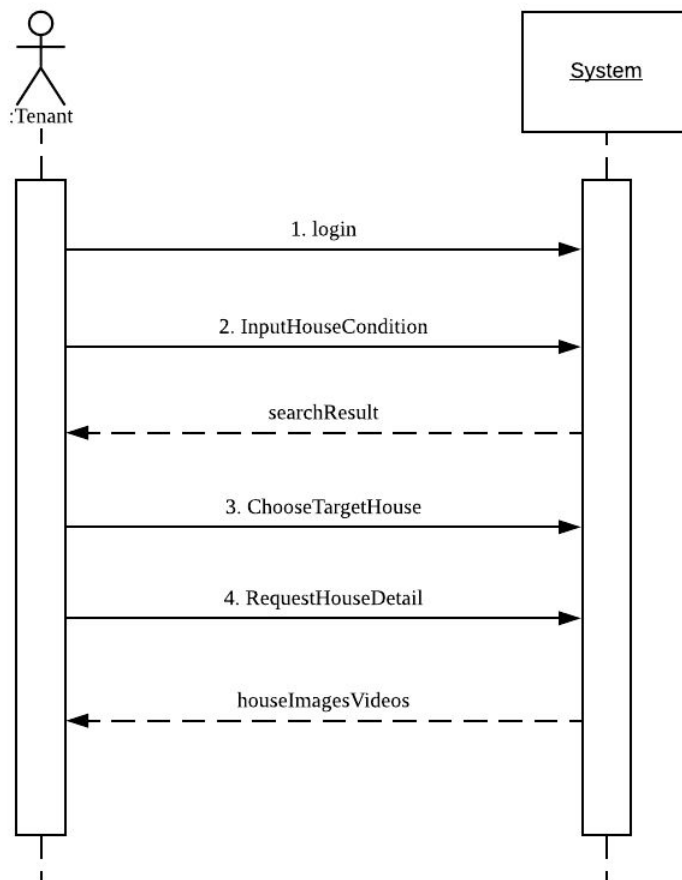 :Tenant
System
1. login
2. InputHouseCondition
searchResult
3. ChooseTargetHouse
4. RequestHouseDetail
houseImagesVideos